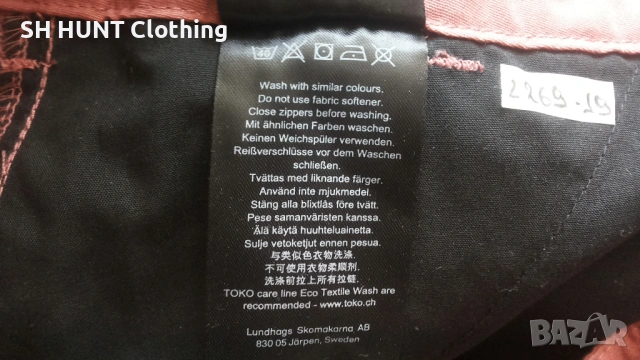 SH HUNT Clothing
60
Wash with similar colours.
Do not use fabric softener.
Close zippers before washing.
Mit ähnlichen Farben waschen.
Keinen Weichspüler verwenden.
Reißverschlüsse vor dem Waschen
schließen.
Tvättas med liknande färger.
Använd inte mjukmedel.
Stäng alla blixtlås före tvätt.
Pese samanväristen kanssa.
Älä käytä huuhteluainetta.
Sulje vetoketjut ennen pesua.
与类似色衣物洗涤.
不可使用衣物柔顺剂.
洗涤前拉上所有拉链.
TOKO care line Eco Textile Wash are
recommended - www.toko.ch
Lundhags Skomakarna AB
830 05 Järpen, Sweden
2269-19
BAZAR